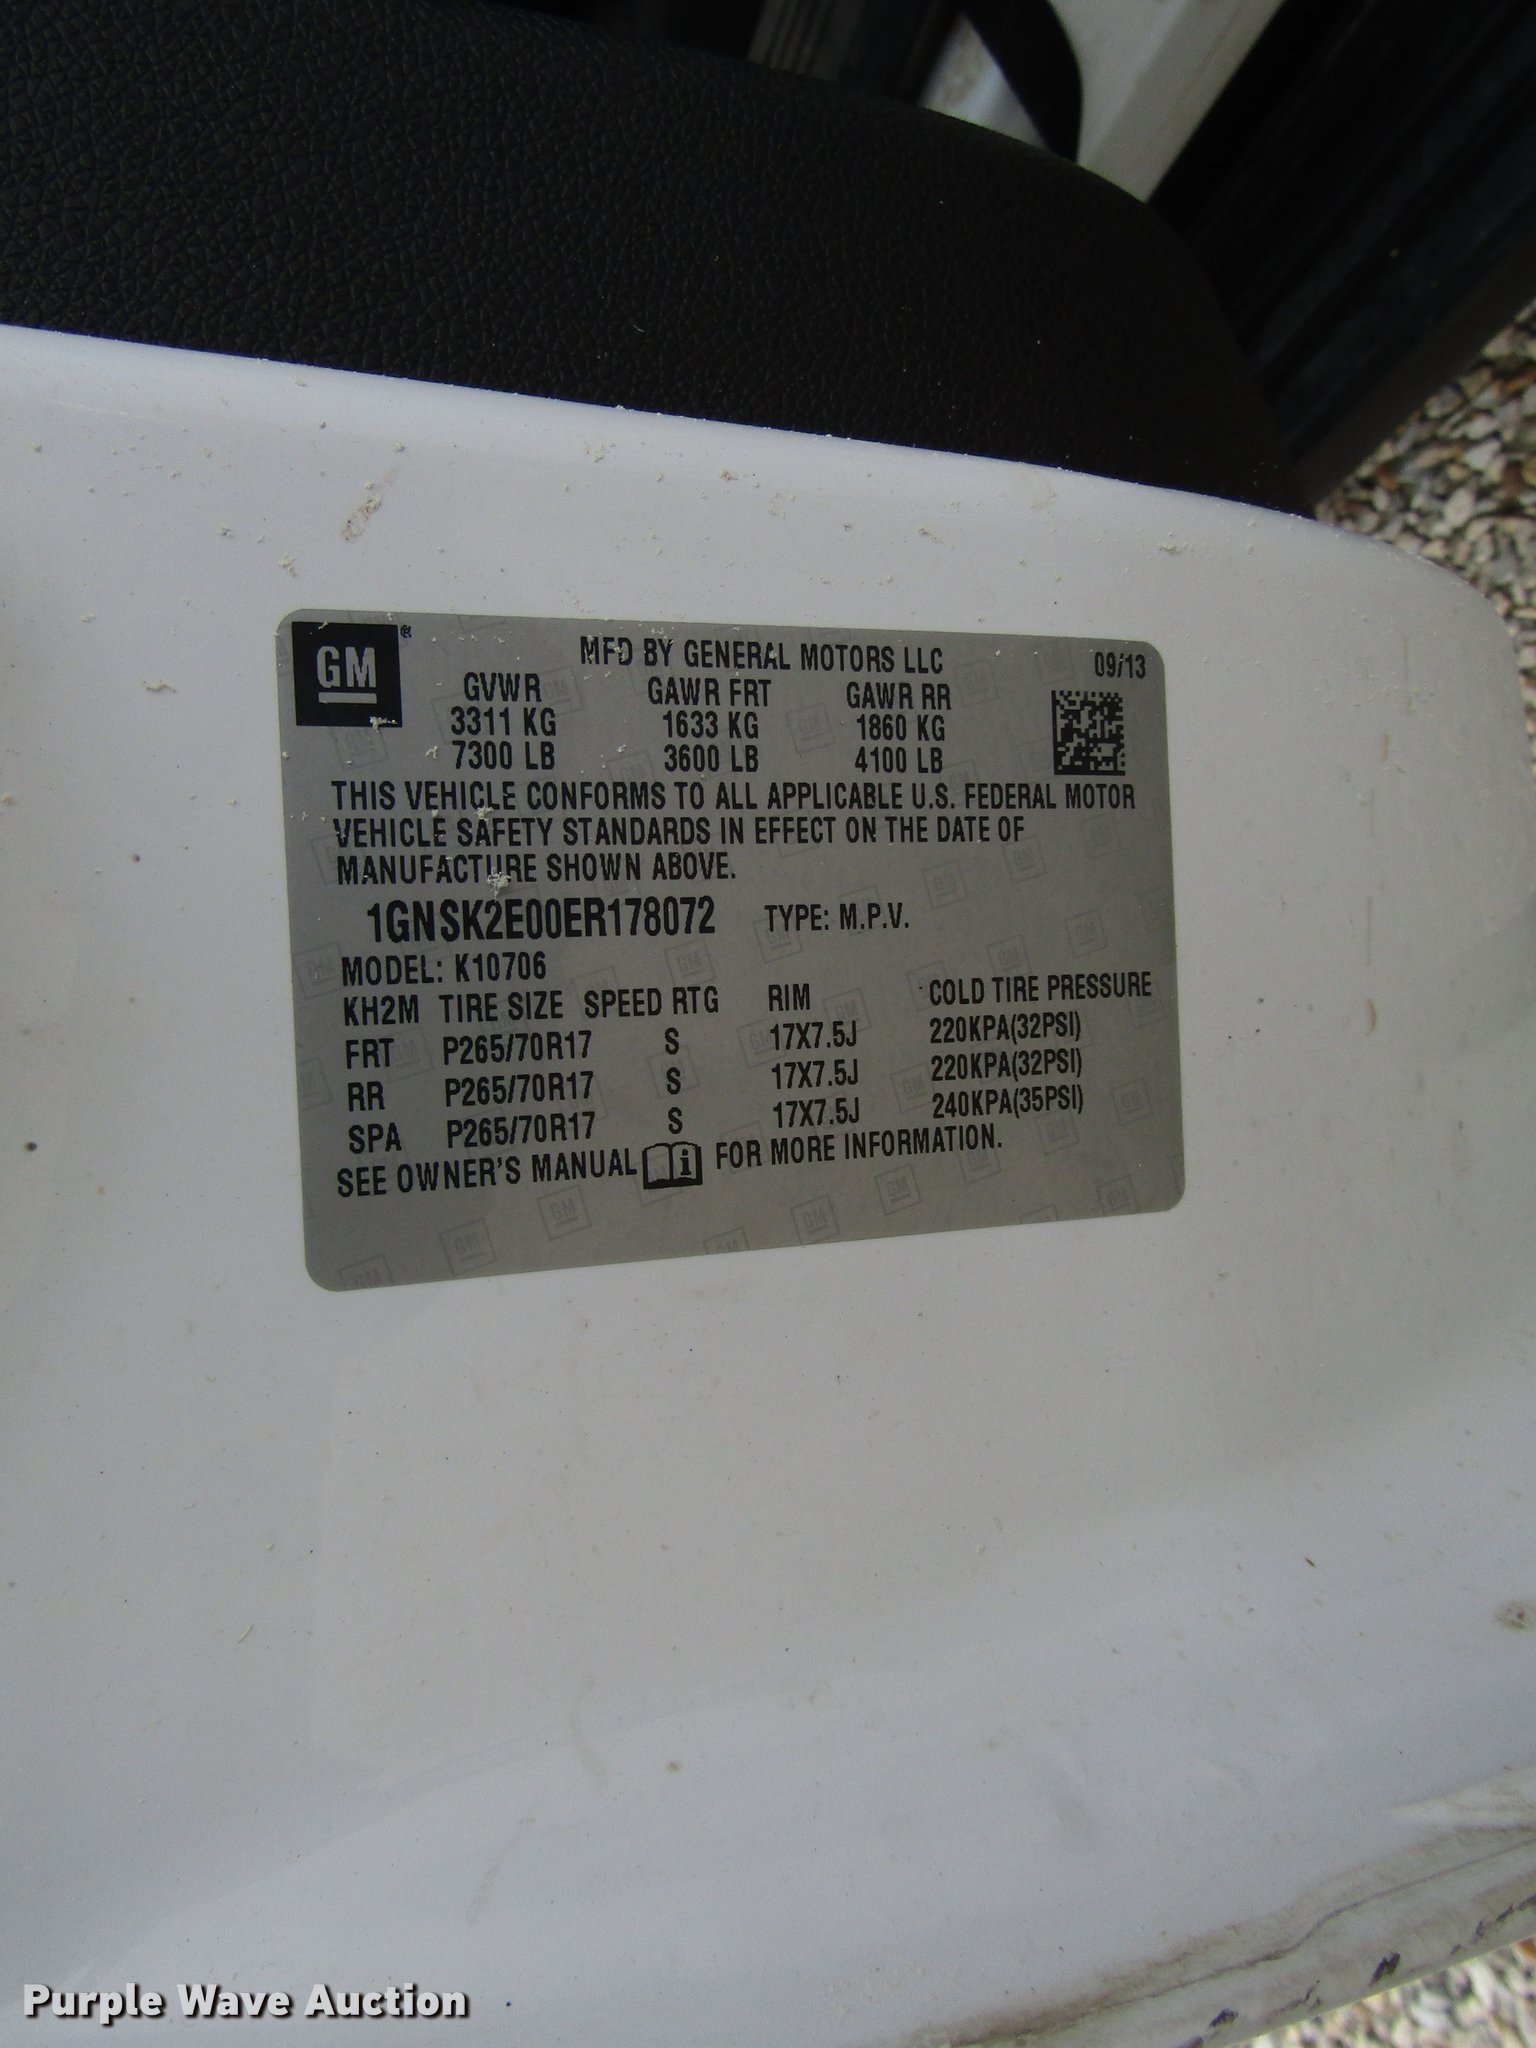 GM ®
MFD BY GENERAL MOTORS LLC 09/13
GVWR GAWR FRT GAWR RR
3311 KG 1633 KG 1860 KG
7300 LB 3600 LB 4100 LB
THIS VEHICLE CONFORMS TO ALL APPLICABLE U.S. FEDERAL MOTOR
VEHICLE SAFETY STANDARDS IN EFFECT ON THE DATE OF
MANUFACTURE SHOWN ABOVE.
1GNSK2E00ER178072 TYPE: M.P.V.
MODEL: K10706
KH2M TIRE SIZE SPEED RTG RIM COLD TIRE PRESSURE
FRT P265/70R17 S 17X7.5J 220KPA(32PSI)
RR P265/70R17 S 17X7.5J 220KPA(32PSI)
SPA P265/70R17 S 17X7.5J 240KPA(35PSI)
SEE OWNER'S MANUAL i FOR MORE INFORMATION.
Purple Wave Auction